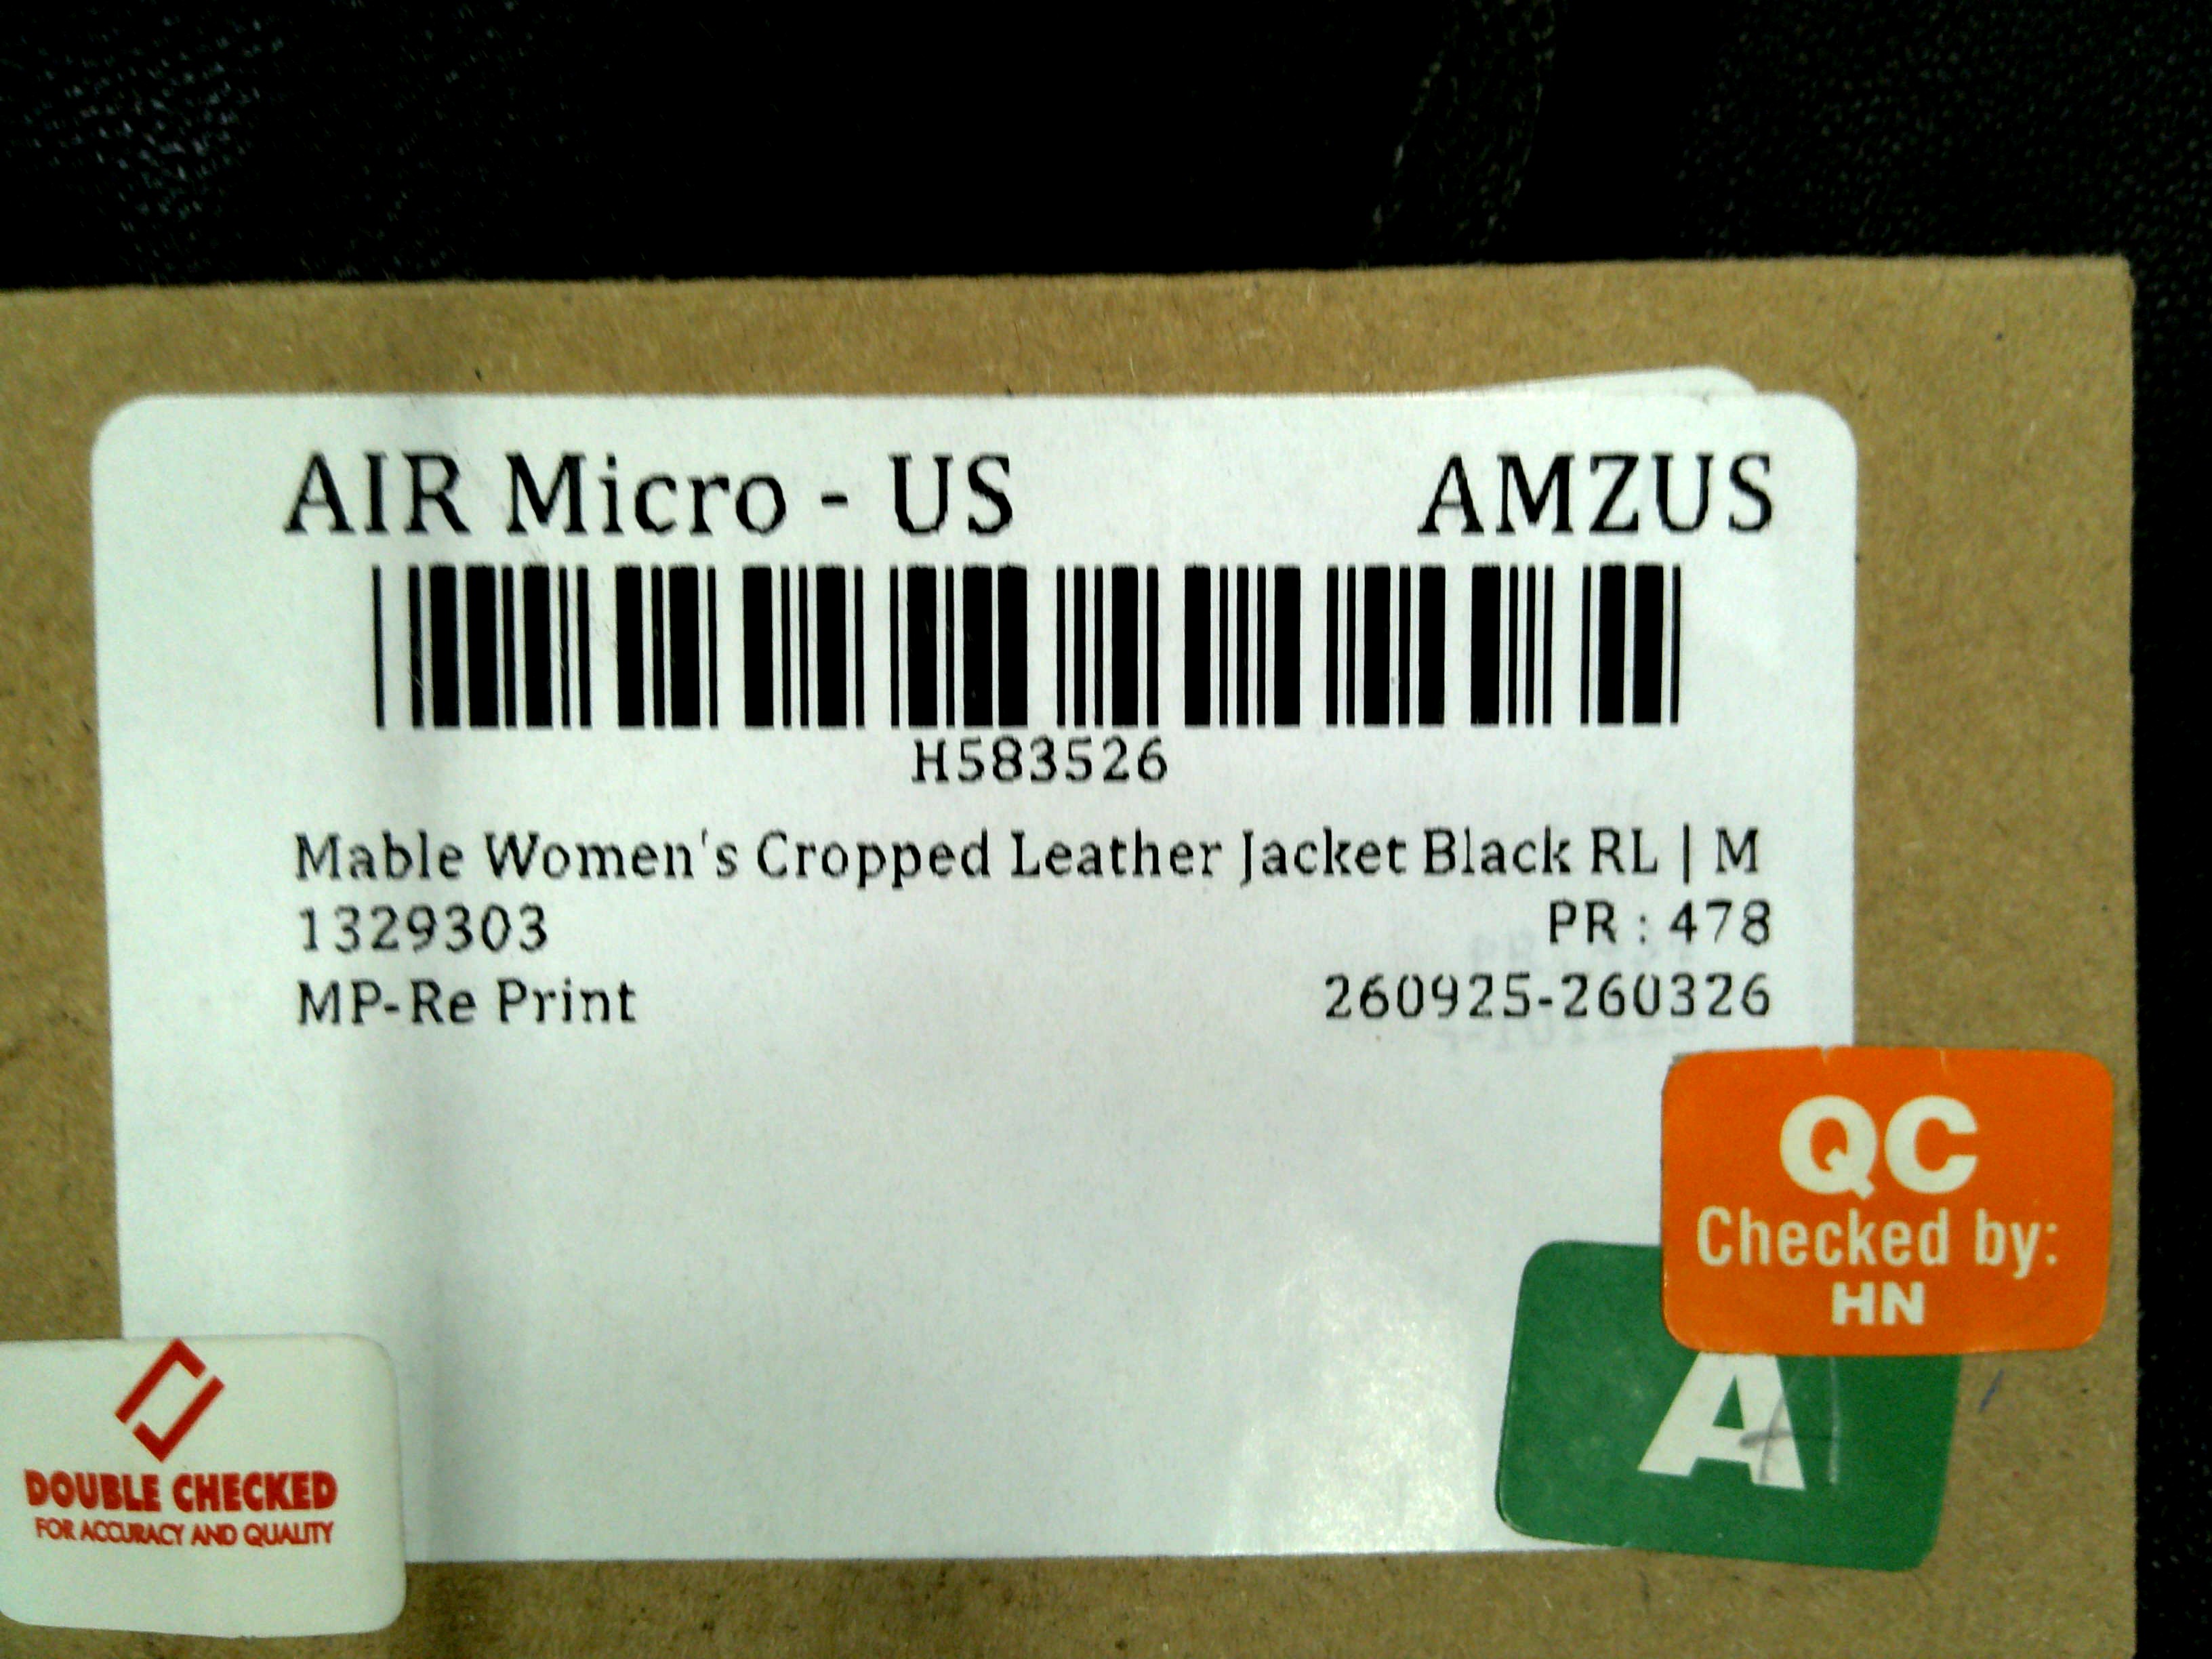 AIR Micro - US AMZUS
H583526
Mable Women's Cropped Leather Jacket Black RL | M
1329303 PR : 478
MP-Re Print 260925-260326
QC
Checked by:
HN
A
DOUBLE CHECKED
FOR ACCURACY AND QUALITY